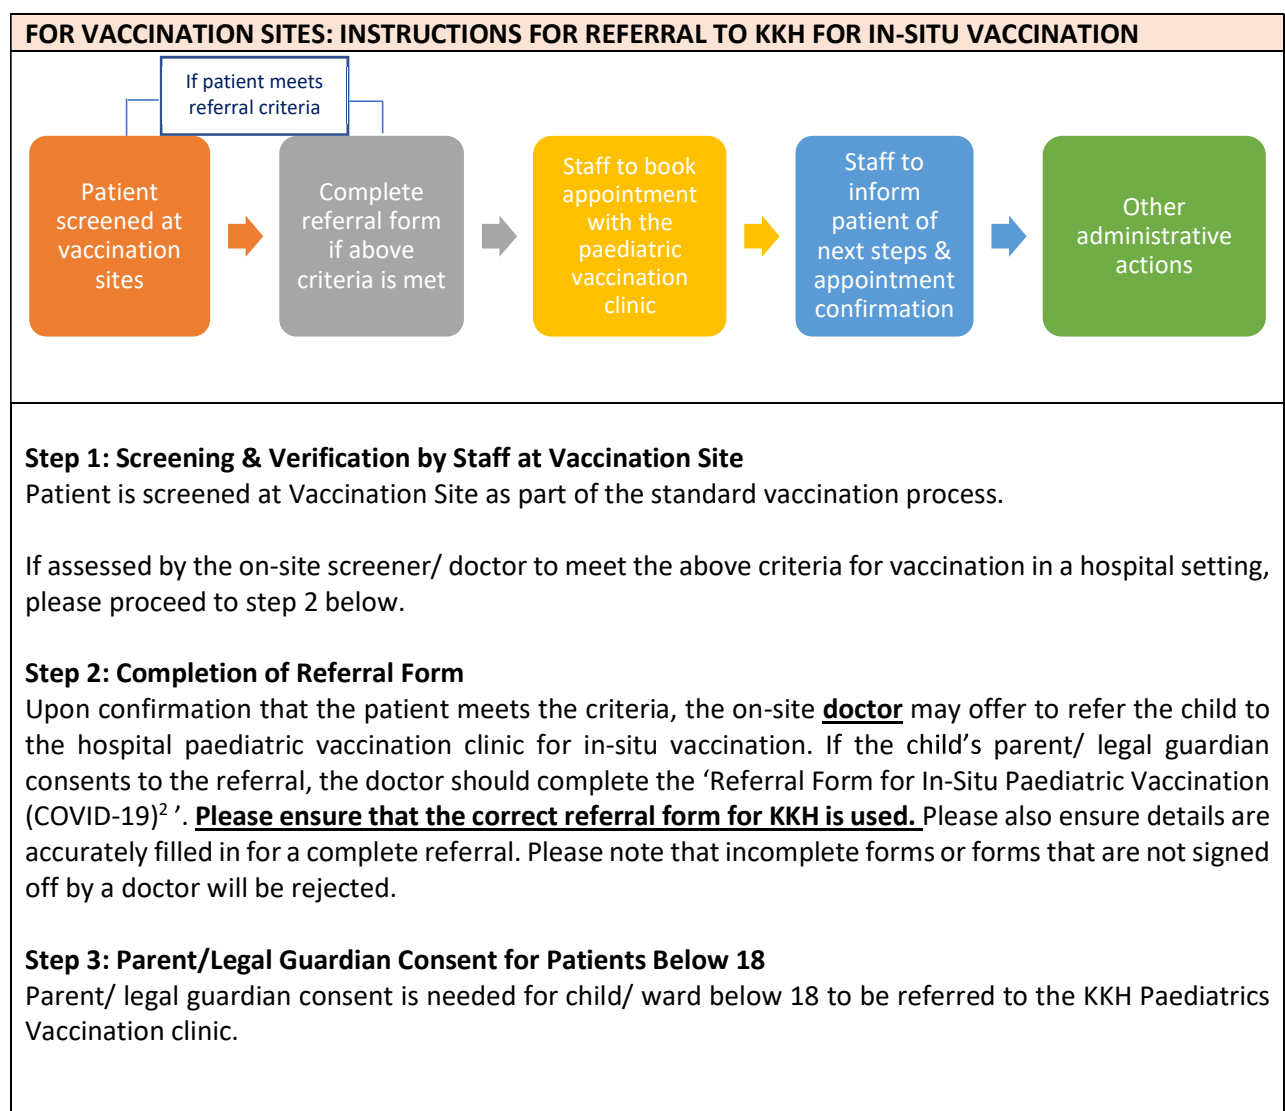 FOR VACCINATION SITES: INSTRUCTIONS FOR REFERRAL TO KKH FOR IN-SITU VACCINATION
If patient meets
referral criteria
Patient
screened at
vaccination
sites
Complete
referral form
if above
criteria is met
Staff to book
appointment
with the
paediatric
vaccination
clinic
Staff to
inform
patient of
next steps &
appointment
confirmation
Other
administrative
actions
Step 1: Screening & Verification by Staff at Vaccination Site
Patient is screened at Vaccination Site as part of the standard vaccination process.
If assessed by the on-site screener/ doctor to meet the above criteria for vaccination in a hospital setting,
please proceed to step 2 below.
Step 2: Completion of Referral Form
Upon confirmation that the patient meets the criteria, the on-site doctor may offer to refer the child to
the hospital paediatric vaccination clinic for in-situ vaccination. If the child’s parent/ legal guardian
consents to the referral, the doctor should complete the ‘Referral Form for In-Situ Paediatric Vaccination
(COVID-19)² ’. Please ensure that the correct referral form for KKH is used. Please also ensure details are
accurately filled in for a complete referral. Please note that incomplete forms or forms that are not signed
off by a doctor will be rejected.
Step 3: Parent/Legal Guardian Consent for Patients Below 18
Parent/ legal guardian consent is needed for child/ ward below 18 to be referred to the KKH Paediatrics
Vaccination clinic.